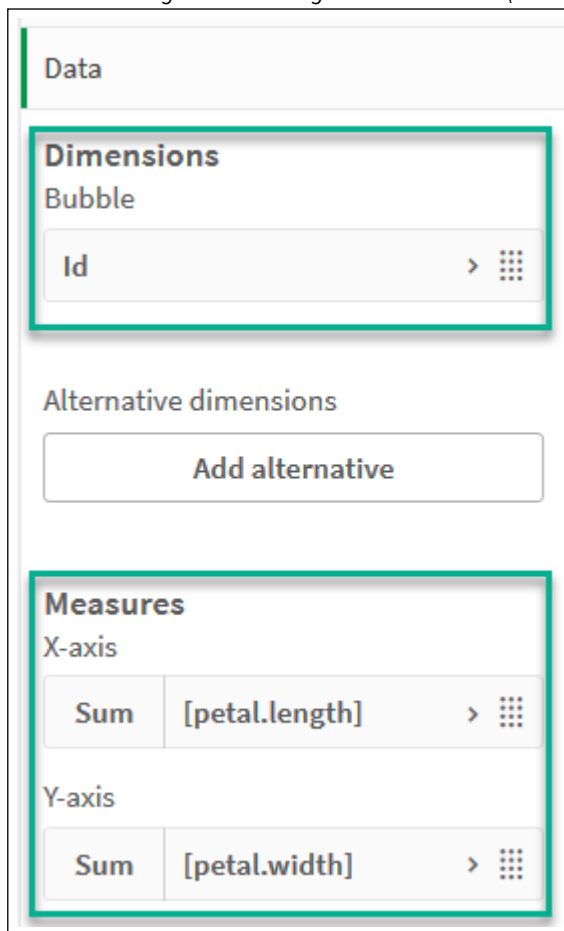 Data
Dimensions
Bubble
Id
Alternative dimensions
Add alternative
Measures
X-axis
Sum [petal.length]
Y-axis
Sum [petal.width]